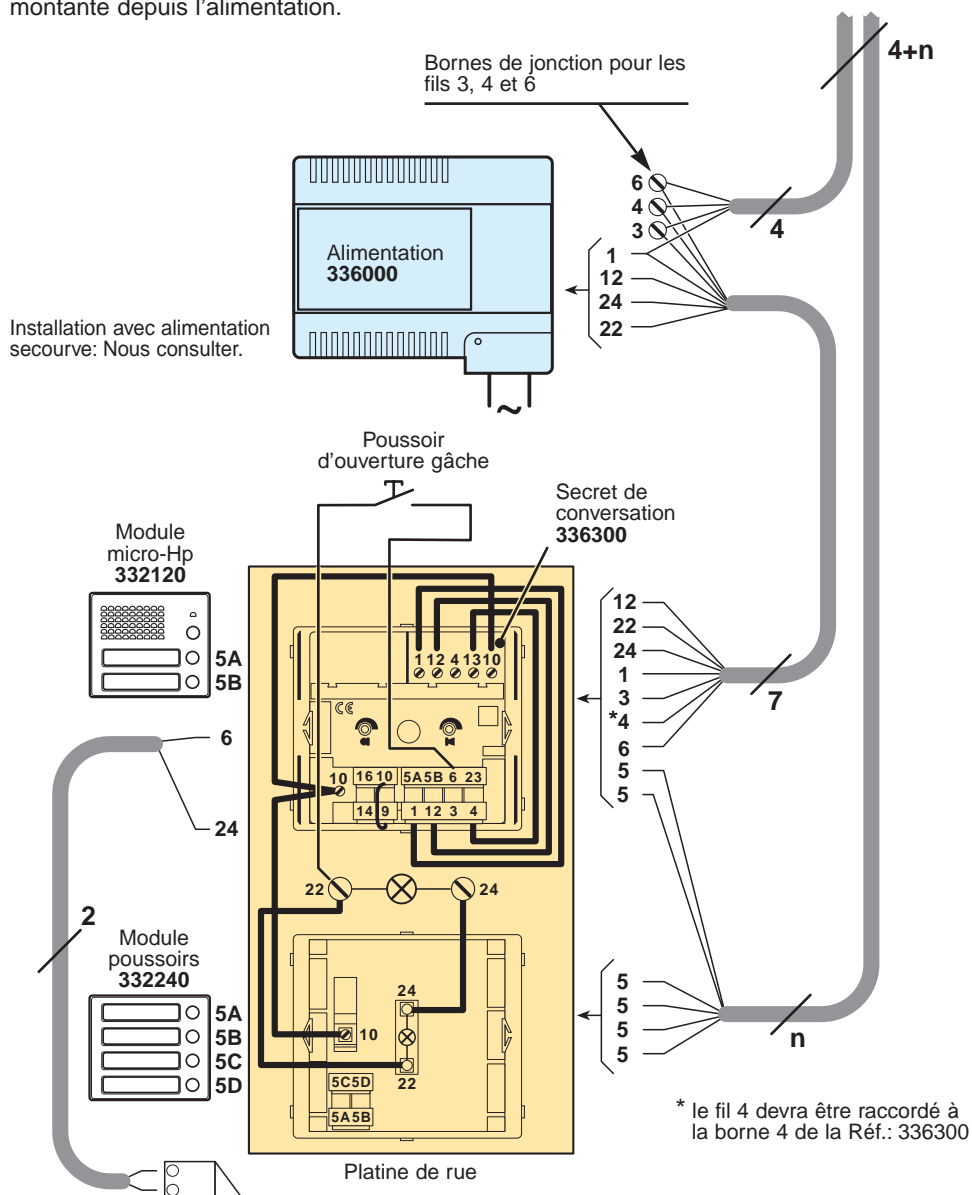 montante depuis l'alimentation.
4+n
Bornes de jonction pour les
fils 3, 4 et 6
6
4
3
4
1
12
24
22
Alimentation
336000
Installation avec alimentation
secourve: Nous consulter.
~
Poussoir
d'ouverture gâche
Secret de
conversation
336300
Module
micro-Hp
332120
5A
5B
12
22
24
1
3
*4
6
5
5
7
1 12 4 13 10
CE
6
24
10
16 10
5A 5B 6 23
14 9
1 12 3 4
22
24
2
Module
poussoirs
332240
5A
5B
5C
5D
24
10
22
5C 5D
5A 5B
5
5
5
5
n
* le fil 4 devra être raccordé à
la borne 4 de la Réf.: 336300
Platine de rue